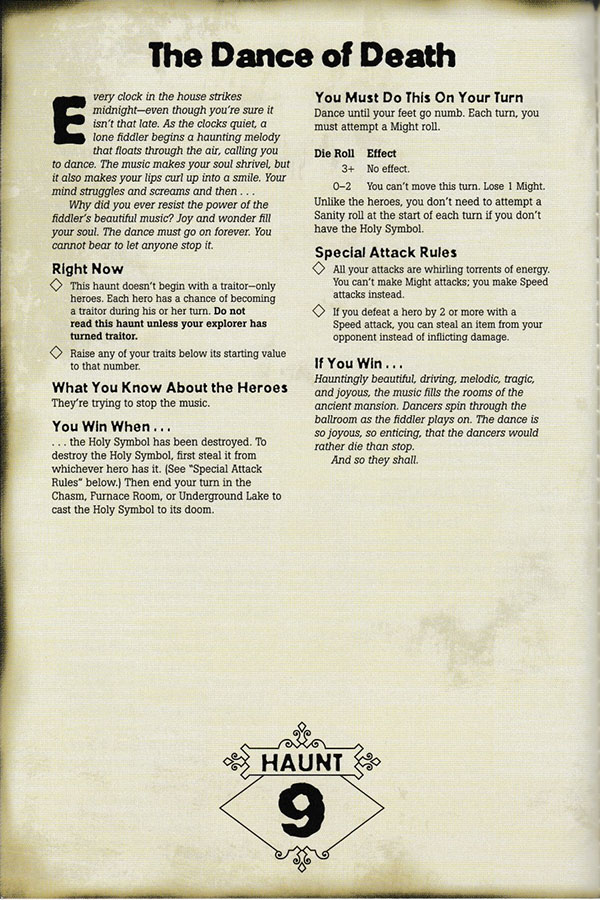 The Dance of Death
Every clock in the house strikes
midnight—even though you're sure it
isn't that late. As the clocks quiet, a
lone fiddler begins a haunting melody
that floats through the air, calling you
to dance. The music makes your soul shrivel, but
it also makes your lips curl up into a smile. Your
mind struggles and screams and then . . .
Why did you ever resist the power of the
fiddler's beautiful music? Joy and wonder fill
your soul. The dance must go on forever. You
cannot bear to let anyone stop it.
Right Now
This haunt doesn't begin with a traitor—only
heroes. Each hero has a chance of becoming
a traitor during his or her turn. Do not
read this haunt unless your explorer has
turned traitor.
Raise any of your traits below its starting value
to that number.
What You Know About the Heroes
They're trying to stop the music.
You Win When . . .
. . . the Holy Symbol has been destroyed. To
destroy the Holy Symbol, first steal it from
whichever hero has it. (See "Special Attack
Rules" below.) Then end your turn in the
Chasm, Furnace Room, or Underground Lake to
cast the Holy Symbol to its doom.
You Must Do This On Your Turn
Dance until your feet go numb. Each turn, you
must attempt a Might roll.
Die Roll Effect
3+ No effect.
0–2 You can't move this turn. Lose 1 Might.
Unlike the heroes, you don't need to attempt a
Sanity roll at the start of each turn if you don't
have the Holy Symbol.
Special Attack Rules
All your attacks are whirling torrents of energy.
You can't make Might attacks; you make Speed
attacks instead.
If you defeat a hero by 2 or more with a
Speed attack, you can steal an item from your
opponent instead of inflicting damage.
If You Win . . .
Hauntingly beautiful, driving, melodic, tragic,
and joyous, the music fills the rooms of the
ancient mansion. Dancers spin through the
ballroom as the fiddler plays on. The dance is
so joyous, so enticing, that the dancers would
rather die than stop.
And so they shall.
HAUNT
9